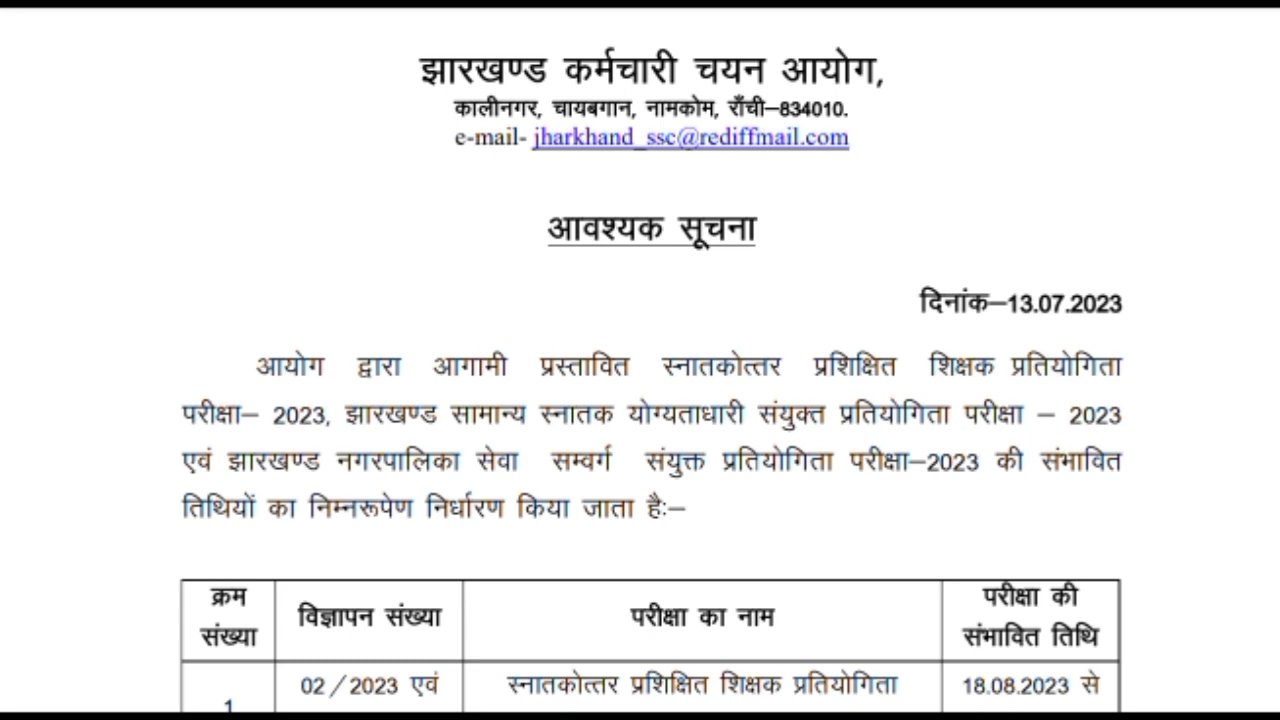 झारखण्ड कर्मचारी चयन आयोग,
कालीनगर, चायबगान, नामकोम, राँची–834010.
e-mail- jharkhand_ssc@rediffmail.com
आवश्यक सूचना
दिनांक–13.07.2023
आयोग द्वारा आगामी प्रस्तावित स्नातकोत्तर प्रशिक्षित शिक्षक प्रतियोगिता
परीक्षा– 2023, झारखण्ड सामान्य स्नातक योग्यताधारी संयुक्त प्रतियोगिता परीक्षा – 2023
एवं झारखण्ड नगरपालिका सेवा सम्वर्ग संयुक्त प्रतियोगिता परीक्षा–2023 की संभावित
तिथियों का निम्नरूपेण निर्धारण किया जाता है:–
क्रम संख्या विज्ञापन संख्या परीक्षा का नाम परीक्षा की संभावित तिथि
1 02/2023 एवं स्नातकोत्तर प्रशिक्षित शिक्षक प्रतियोगिता 18.08.2023 से